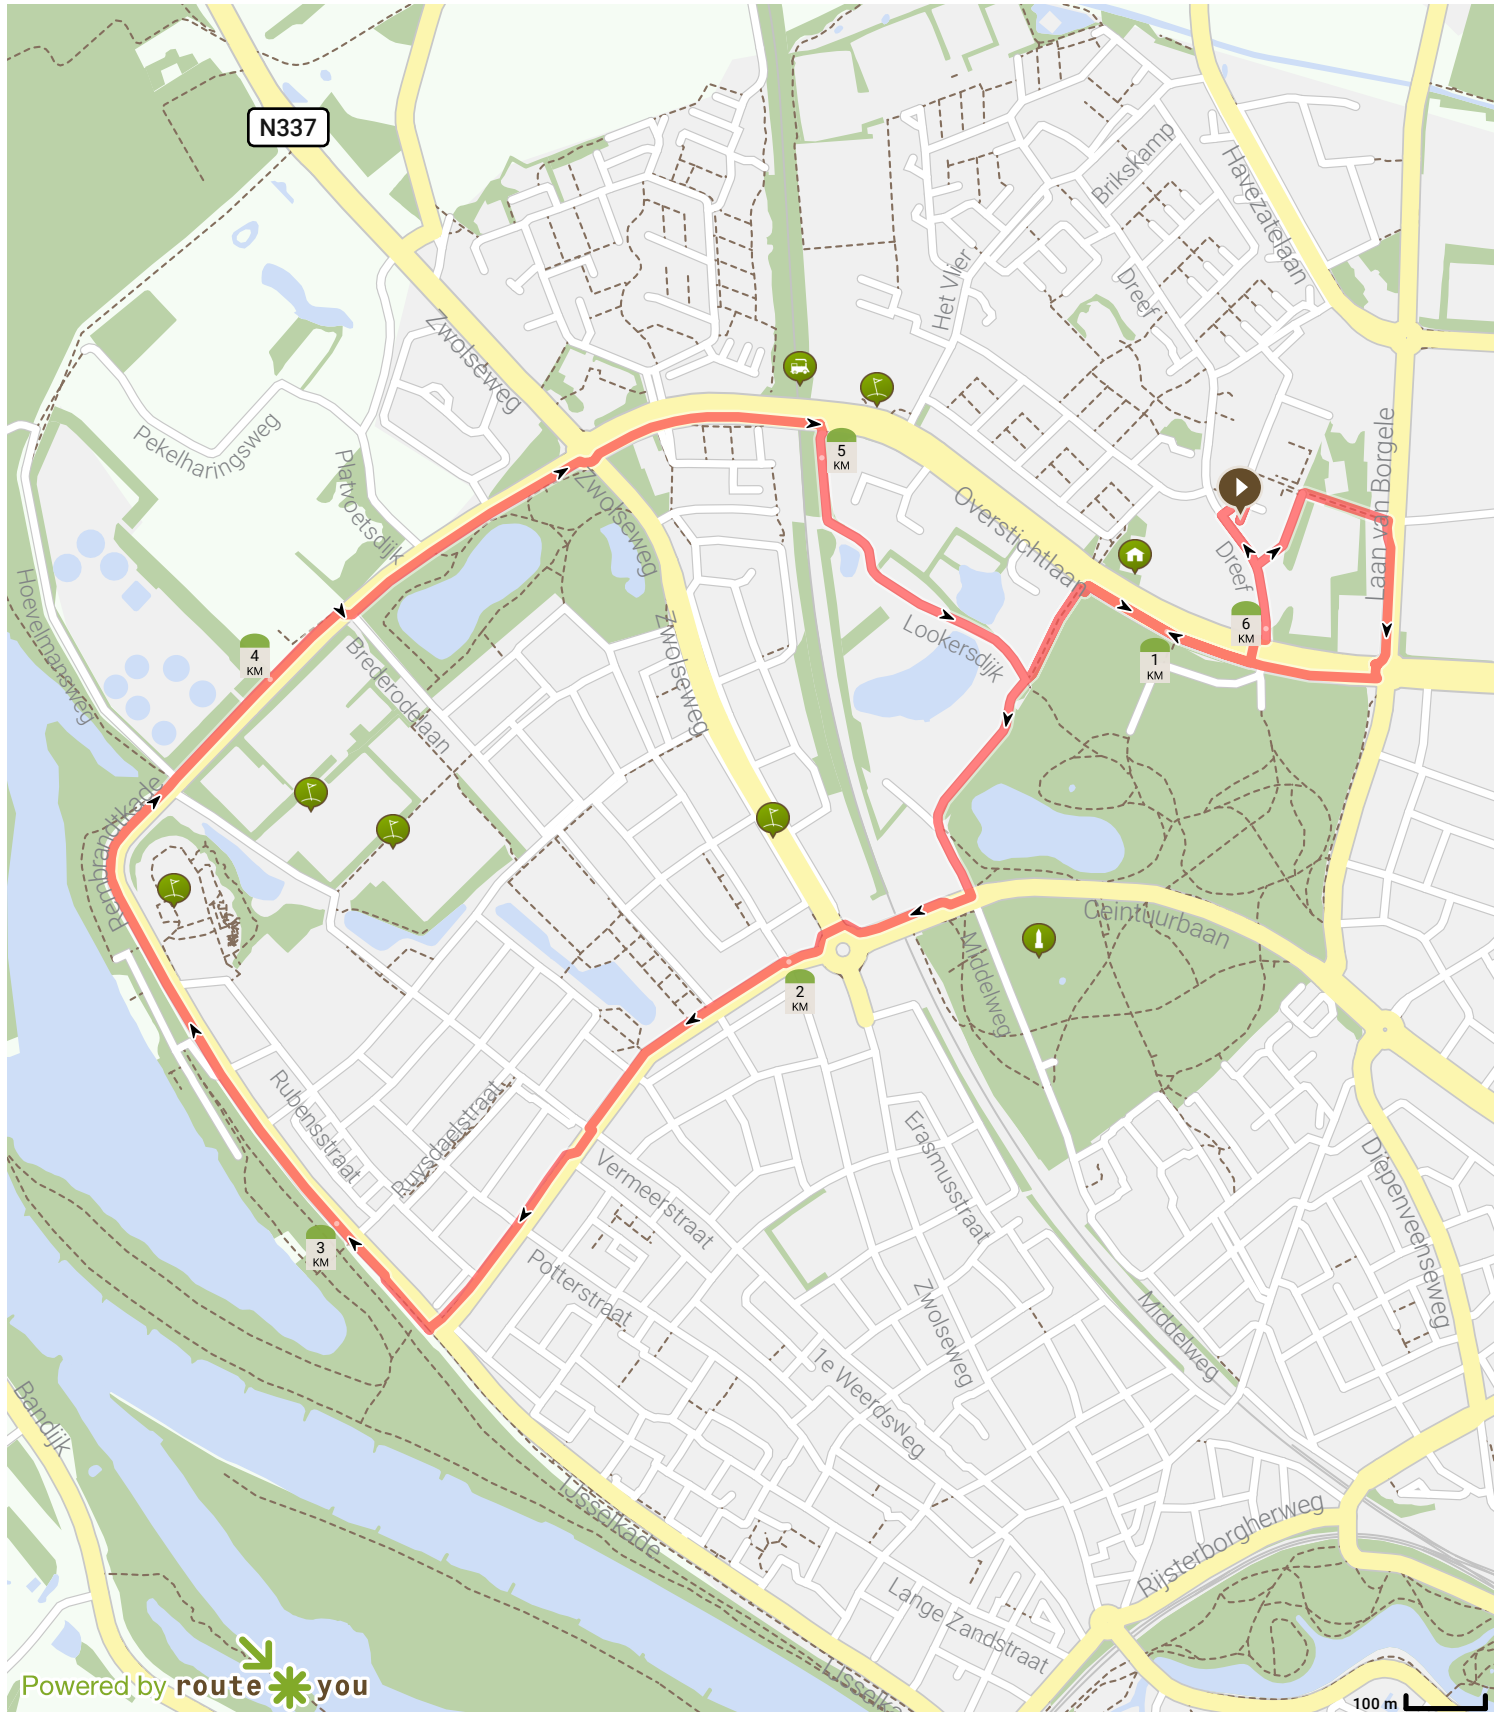 N337
Brikskamp
Havezatelaan
Het Vlier
Dreef
Zwolseweg
Laan van Borgele
Pekelharingsweg
Platvoetsdijk
5
KM
Zwolseweg
Overstichtlaan
Dreef
Hoevelmansweg
Lookersdijk
6
KM
4
KM
1
KM
Brederodelaan
Zwolseweg
Rembrandtkade
Ceintuurbaan
Middelweg
2
KM
Rubensstraat
Ruysdaelstraat
Erasmusstraat
Vermeerstraat
Diepenveenseweg
3
KM
Potterstraat
Zwolseweg
Middelweg
1e Weerdsweg
Bandijk
IJsselkade
Rijsterborgherweg
Lange Zandstraat
IJsselka
Powered by route you
100 m